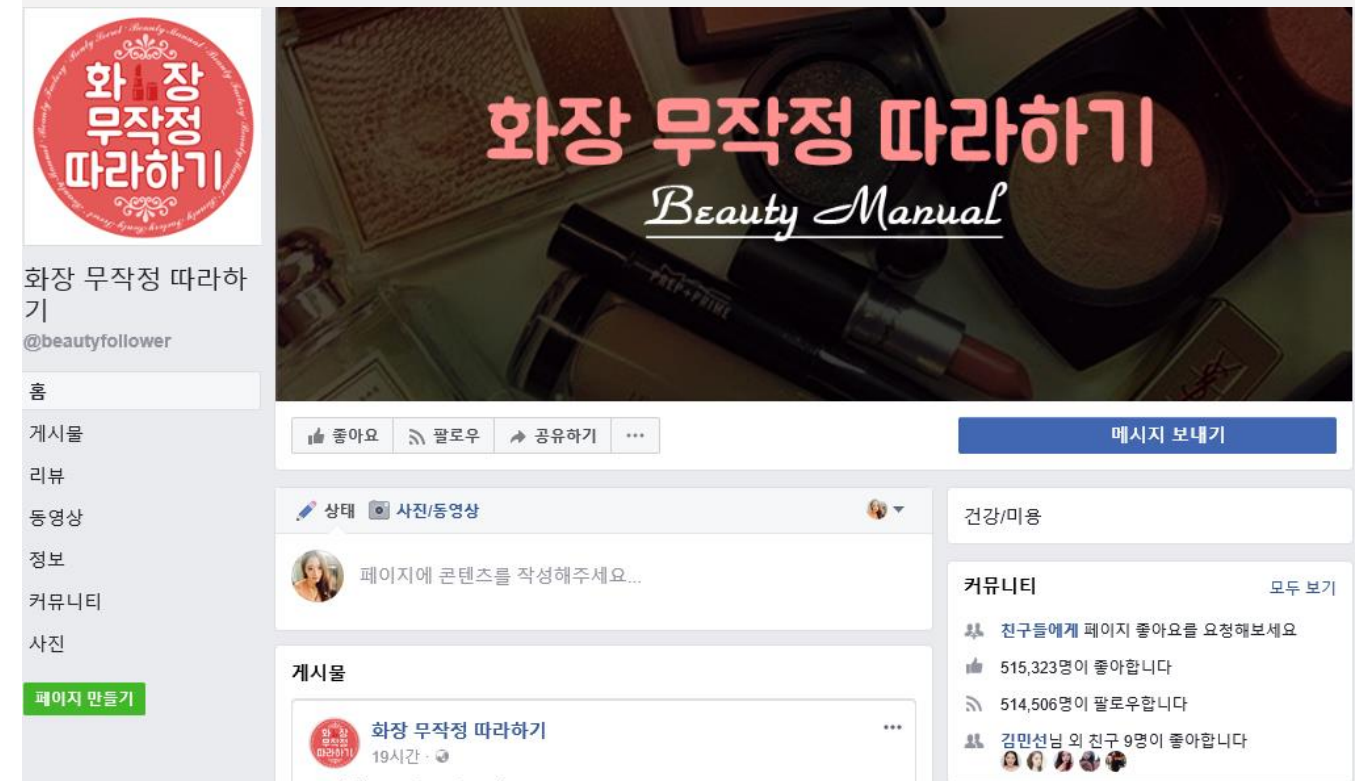 화장
무작정
따라하기
화장 무작정 따라하
기
@beautyfollower
홈
게시물
리뷰
동영상
정보
커뮤니티
사진
페이지 만들기
화장 무작정 따라하기
Beauty Manual
PREP+PRIME
좋아요 팔로우 공유하기 ...
메시지 보내기
상태 사진/동영상
페이지에 콘텐츠를 작성해주세요...
게시물
화장 무작정 따라하기
19시간 ·
건강/미용
커뮤니티 모두 보기
친구들에게 페이지 좋아요를 요청해보세요
515,323명이 좋아합니다
514,506명이 팔로우합니다
김민선님 외 친구 9명이 좋아합니다